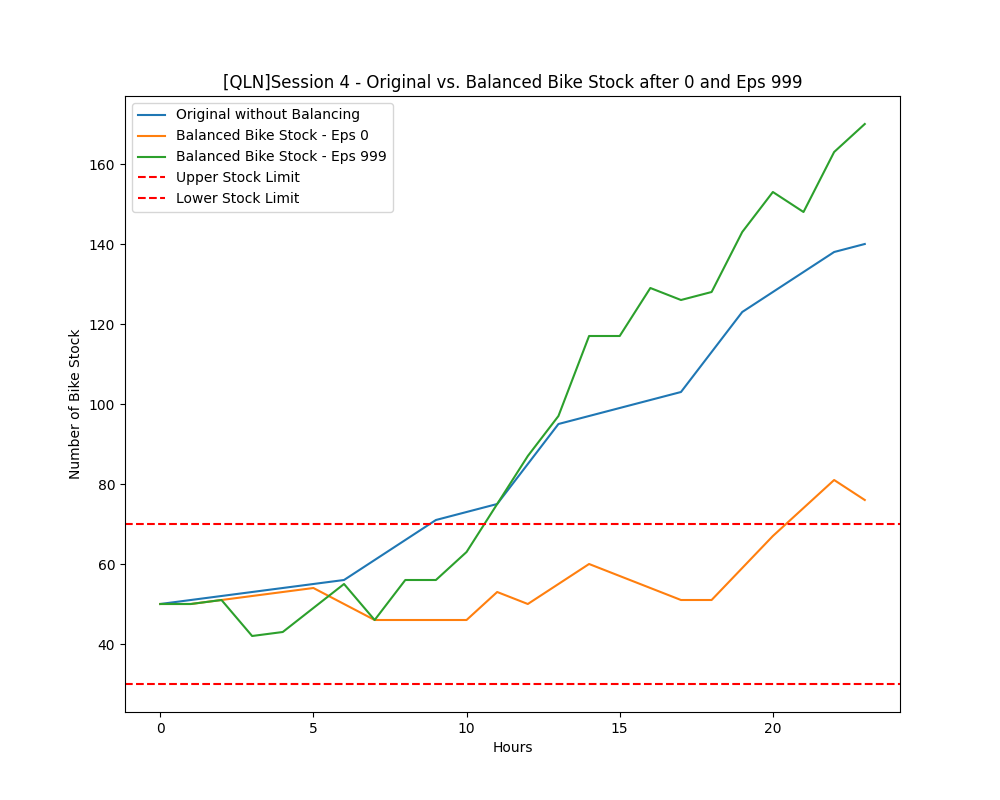 [QLN]Session 4 - Original vs. Balanced Bike Stock after 0 and Eps 999
Original without Balancing
Balanced Bike Stock - Eps 0
Balanced Bike Stock - Eps 999
Upper Stock Limit
Lower Stock Limit
Number of Bike Stock
160
140
120
100
80
60
40
0 5 10 15 20
Hours